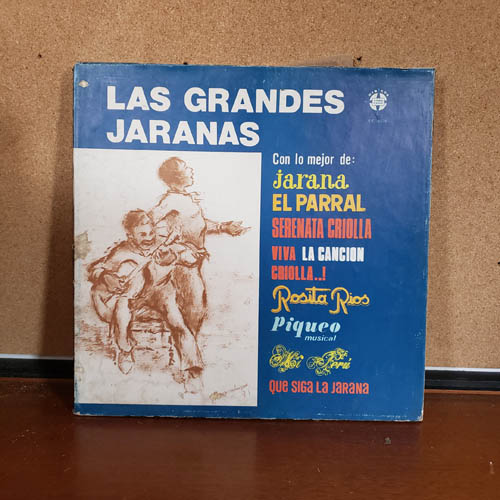 LAS GRANDES
JARANAS
Con lo mejor de:
jarana
EL PARRAL
SERENATA CRIOLLA
VIVA LA CANCION
CRIOLLA..!
Rosita Rios
Piqueo
musical
Mi Perú
QUE SIGA LA JARANA